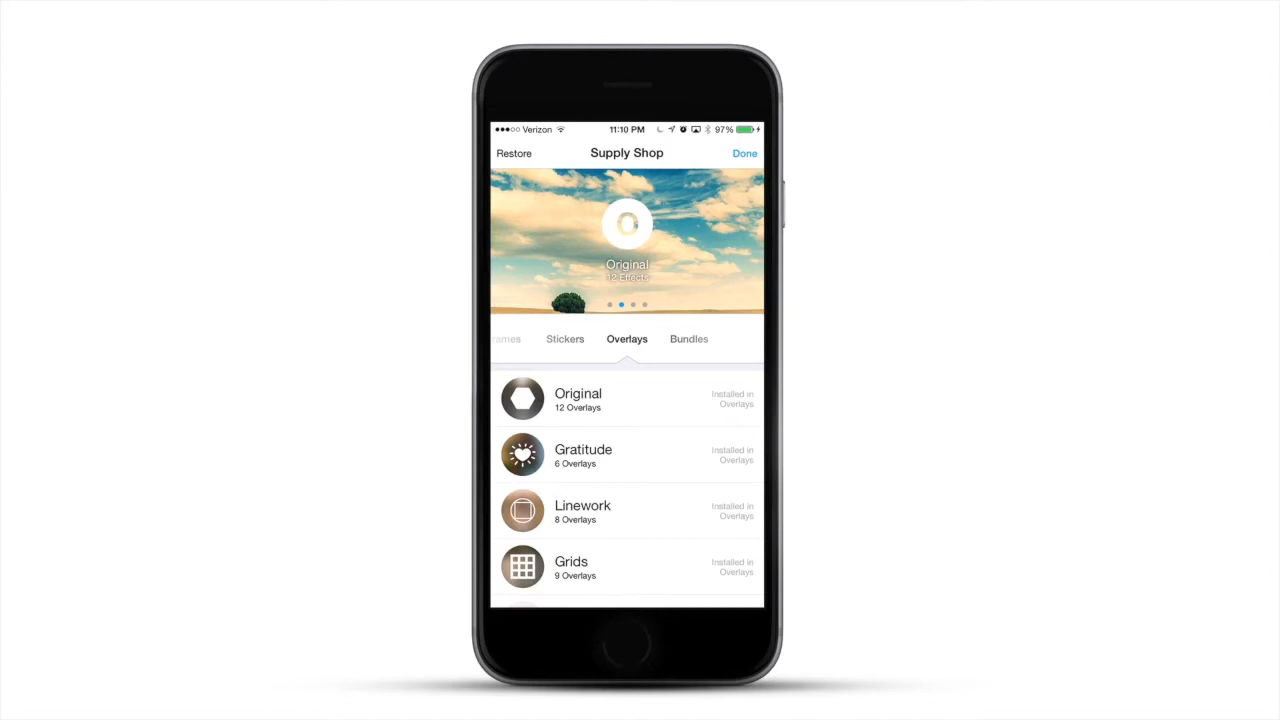 Verizon 11:10 PM 97%
Restore Supply Shop Done
O
Original
12 Effects
rames Stickers Overlays Bundles
Original
12 Overlays
Installed in
Overlays
Gratitude
6 Overlays
Installed in
Overlays
Linework
8 Overlays
Installed in
Overlays
Grids
9 Overlays
Installed in
Overlays